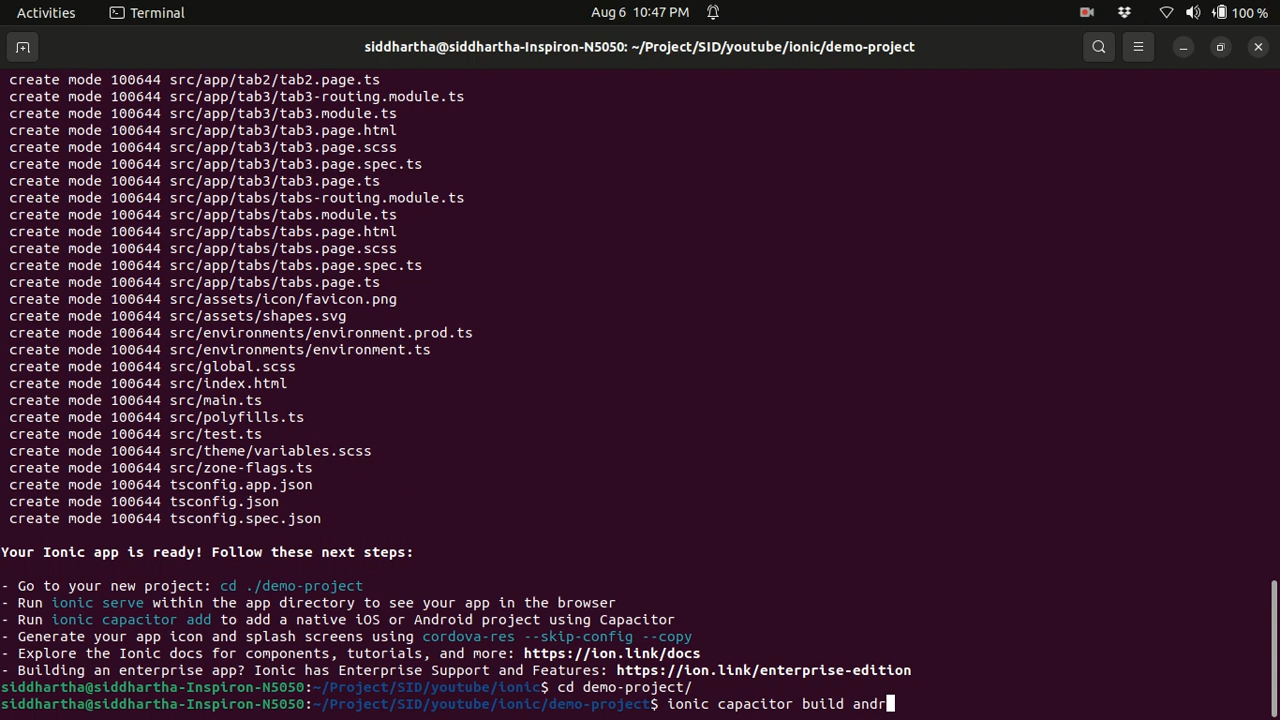 Activities Terminal Aug 6 10:47 PM 100 %
siddhartha@siddhartha-Inspiron-N5050: ~/Project/SID/youtube/ionic/demo-project
create mode 100644 src/app/tab2/tab2.page.ts
create mode 100644 src/app/tab3/tab3-routing.module.ts
create mode 100644 src/app/tab3/tab3.module.ts
create mode 100644 src/app/tab3/tab3.page.html
create mode 100644 src/app/tab3/tab3.page.scss
create mode 100644 src/app/tab3/tab3.page.spec.ts
create mode 100644 src/app/tab3/tab3.page.ts
create mode 100644 src/app/tabs/tabs-routing.module.ts
create mode 100644 src/app/tabs/tabs.module.ts
create mode 100644 src/app/tabs/tabs.page.html
create mode 100644 src/app/tabs/tabs.page.scss
create mode 100644 src/app/tabs/tabs.page.spec.ts
create mode 100644 src/app/tabs/tabs.page.ts
create mode 100644 src/assets/icon/favicon.png
create mode 100644 src/assets/shapes.svg
create mode 100644 src/environments/environment.prod.ts
create mode 100644 src/environments/environment.ts
create mode 100644 src/global.scss
create mode 100644 src/index.html
create mode 100644 src/main.ts
create mode 100644 src/polyfills.ts
create mode 100644 src/test.ts
create mode 100644 src/theme/variables.scss
create mode 100644 src/zone-flags.ts
create mode 100644 tsconfig.app.json
create mode 100644 tsconfig.json
create mode 100644 tsconfig.spec.json
Your Ionic app is ready! Follow these next steps:
- Go to your new project: cd ./demo-project
- Run ionic serve within the app directory to see your app in the browser
- Run ionic capacitor add to add a native iOS or Android project using Capacitor
- Generate your app icon and splash screens using cordova-res --skip-config --copy
- Explore the Ionic docs for components, tutorials, and more: https://ion.link/docs
- Building an enterprise app? Ionic has Enterprise Support and Features: https://ion.link/enterprise-edition
siddhartha@siddhartha-Inspiron-N5050:~/Project/SID/youtube/ionic$ cd demo-project/
siddhartha@siddhartha-Inspiron-N5050:~/Project/SID/youtube/ionic/demo-project$ ionic capacitor build andr